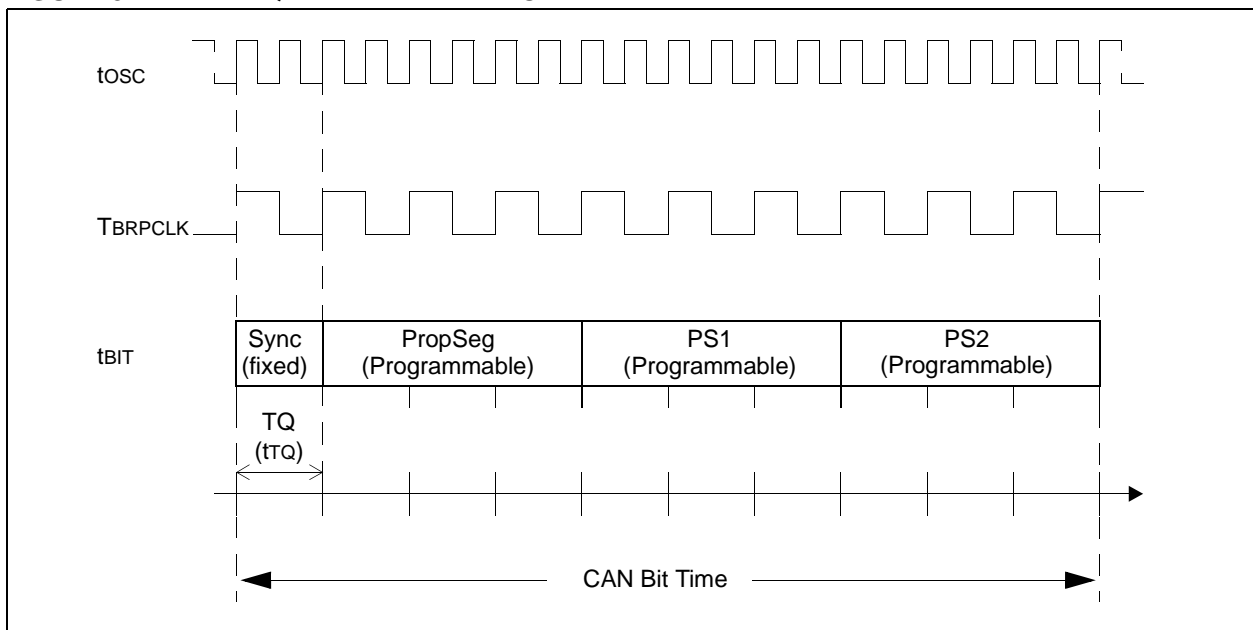 tOSC
TBRPCLK
tBIT
Sync
(fixed)
PropSeg
(Programmable)
PS1
(Programmable)
PS2
(Programmable)
TQ
(tTQ)
CAN Bit Time